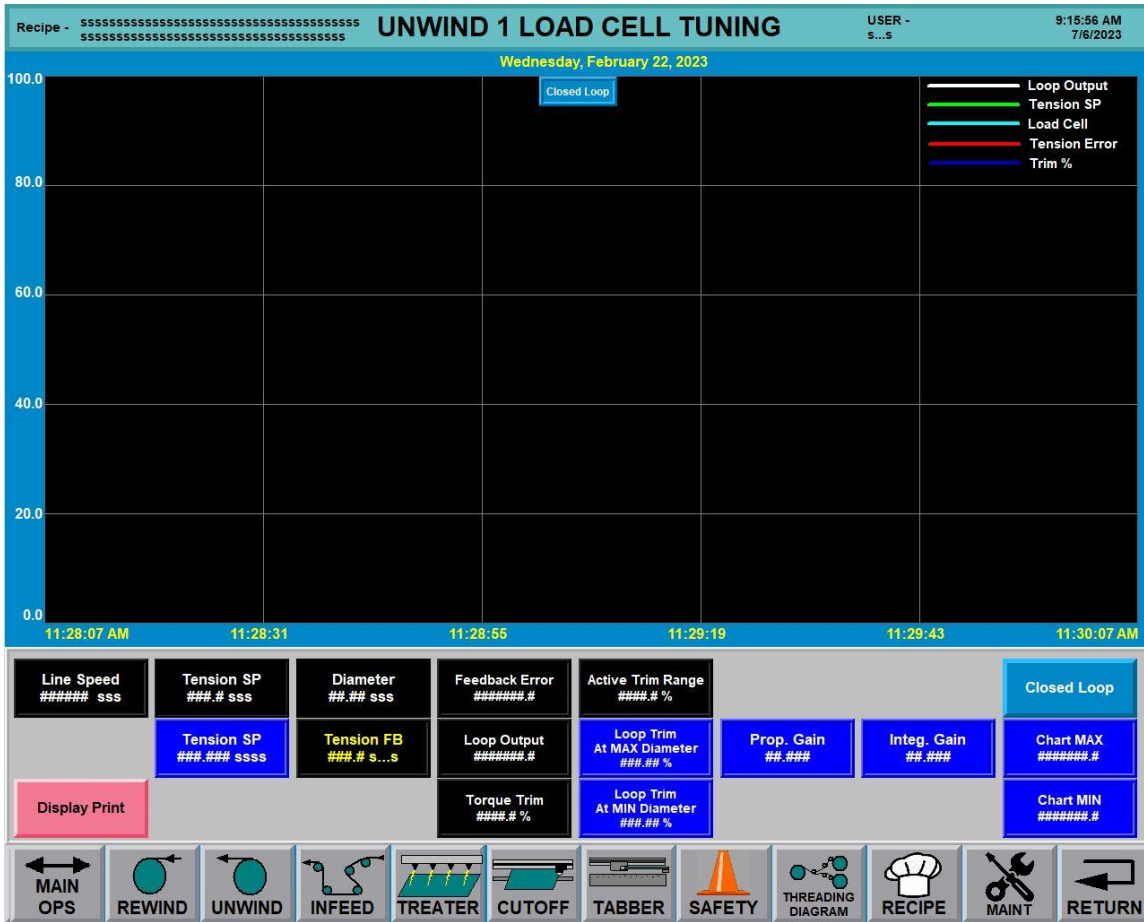 Recipe - ssssssssssssssssssssssssssssssssssssssss
ssssssssssssssssssssssssssssssssssssss
UNWIND 1 LOAD CELL TUNING
USER -
s...s
9:15:56 AM
7/6/2023
Wednesday, February 22, 2023
100.0
Closed Loop
Loop Output
Tension SP
Load Cell
Tension Error
Trim %
80.0
60.0
40.0
20.0
0.0
11:28:07 AM 11:28:31 11:28:55 11:29:19 11:29:43 11:30:07 AM
Line Speed
###### sss
Tension SP
###.# sss
Diameter
##.## sss
Feedback Error
#######.#
Active Trim Range
####.# %
Closed Loop
Tension SP
###.### ssss
Tension FB
###.# s...s
Loop Output
#######.#
Loop Trim
At MAX Diameter
###.## %
Prop. Gain
##.###
Integ. Gain
##.###
Chart MAX
#######.#
Display Print
Torque Trim
####.# %
Loop Trim
At MIN Diameter
###.## %
Chart MIN
#######.#
MAIN
OPS
REWIND
UNWIND
INFEED
TREATER
CUTOFF
TABBER
SAFETY
THREADING
DIAGRAM
RECIPE
MAINT
RETURN